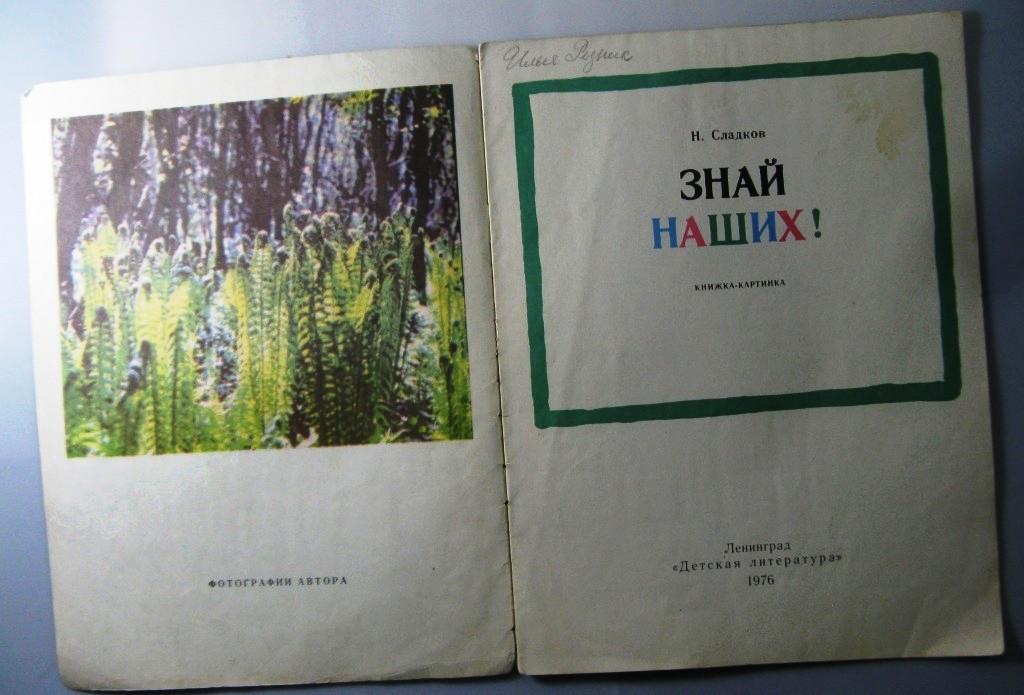 ФОТОГРАФИИ АВТОРА
Илья Резник
Н. Сладков
ЗНАЙ
НАШИХ!
КНИЖКА-КАРТИНКА
Ленинград
«Детская литература»
1976